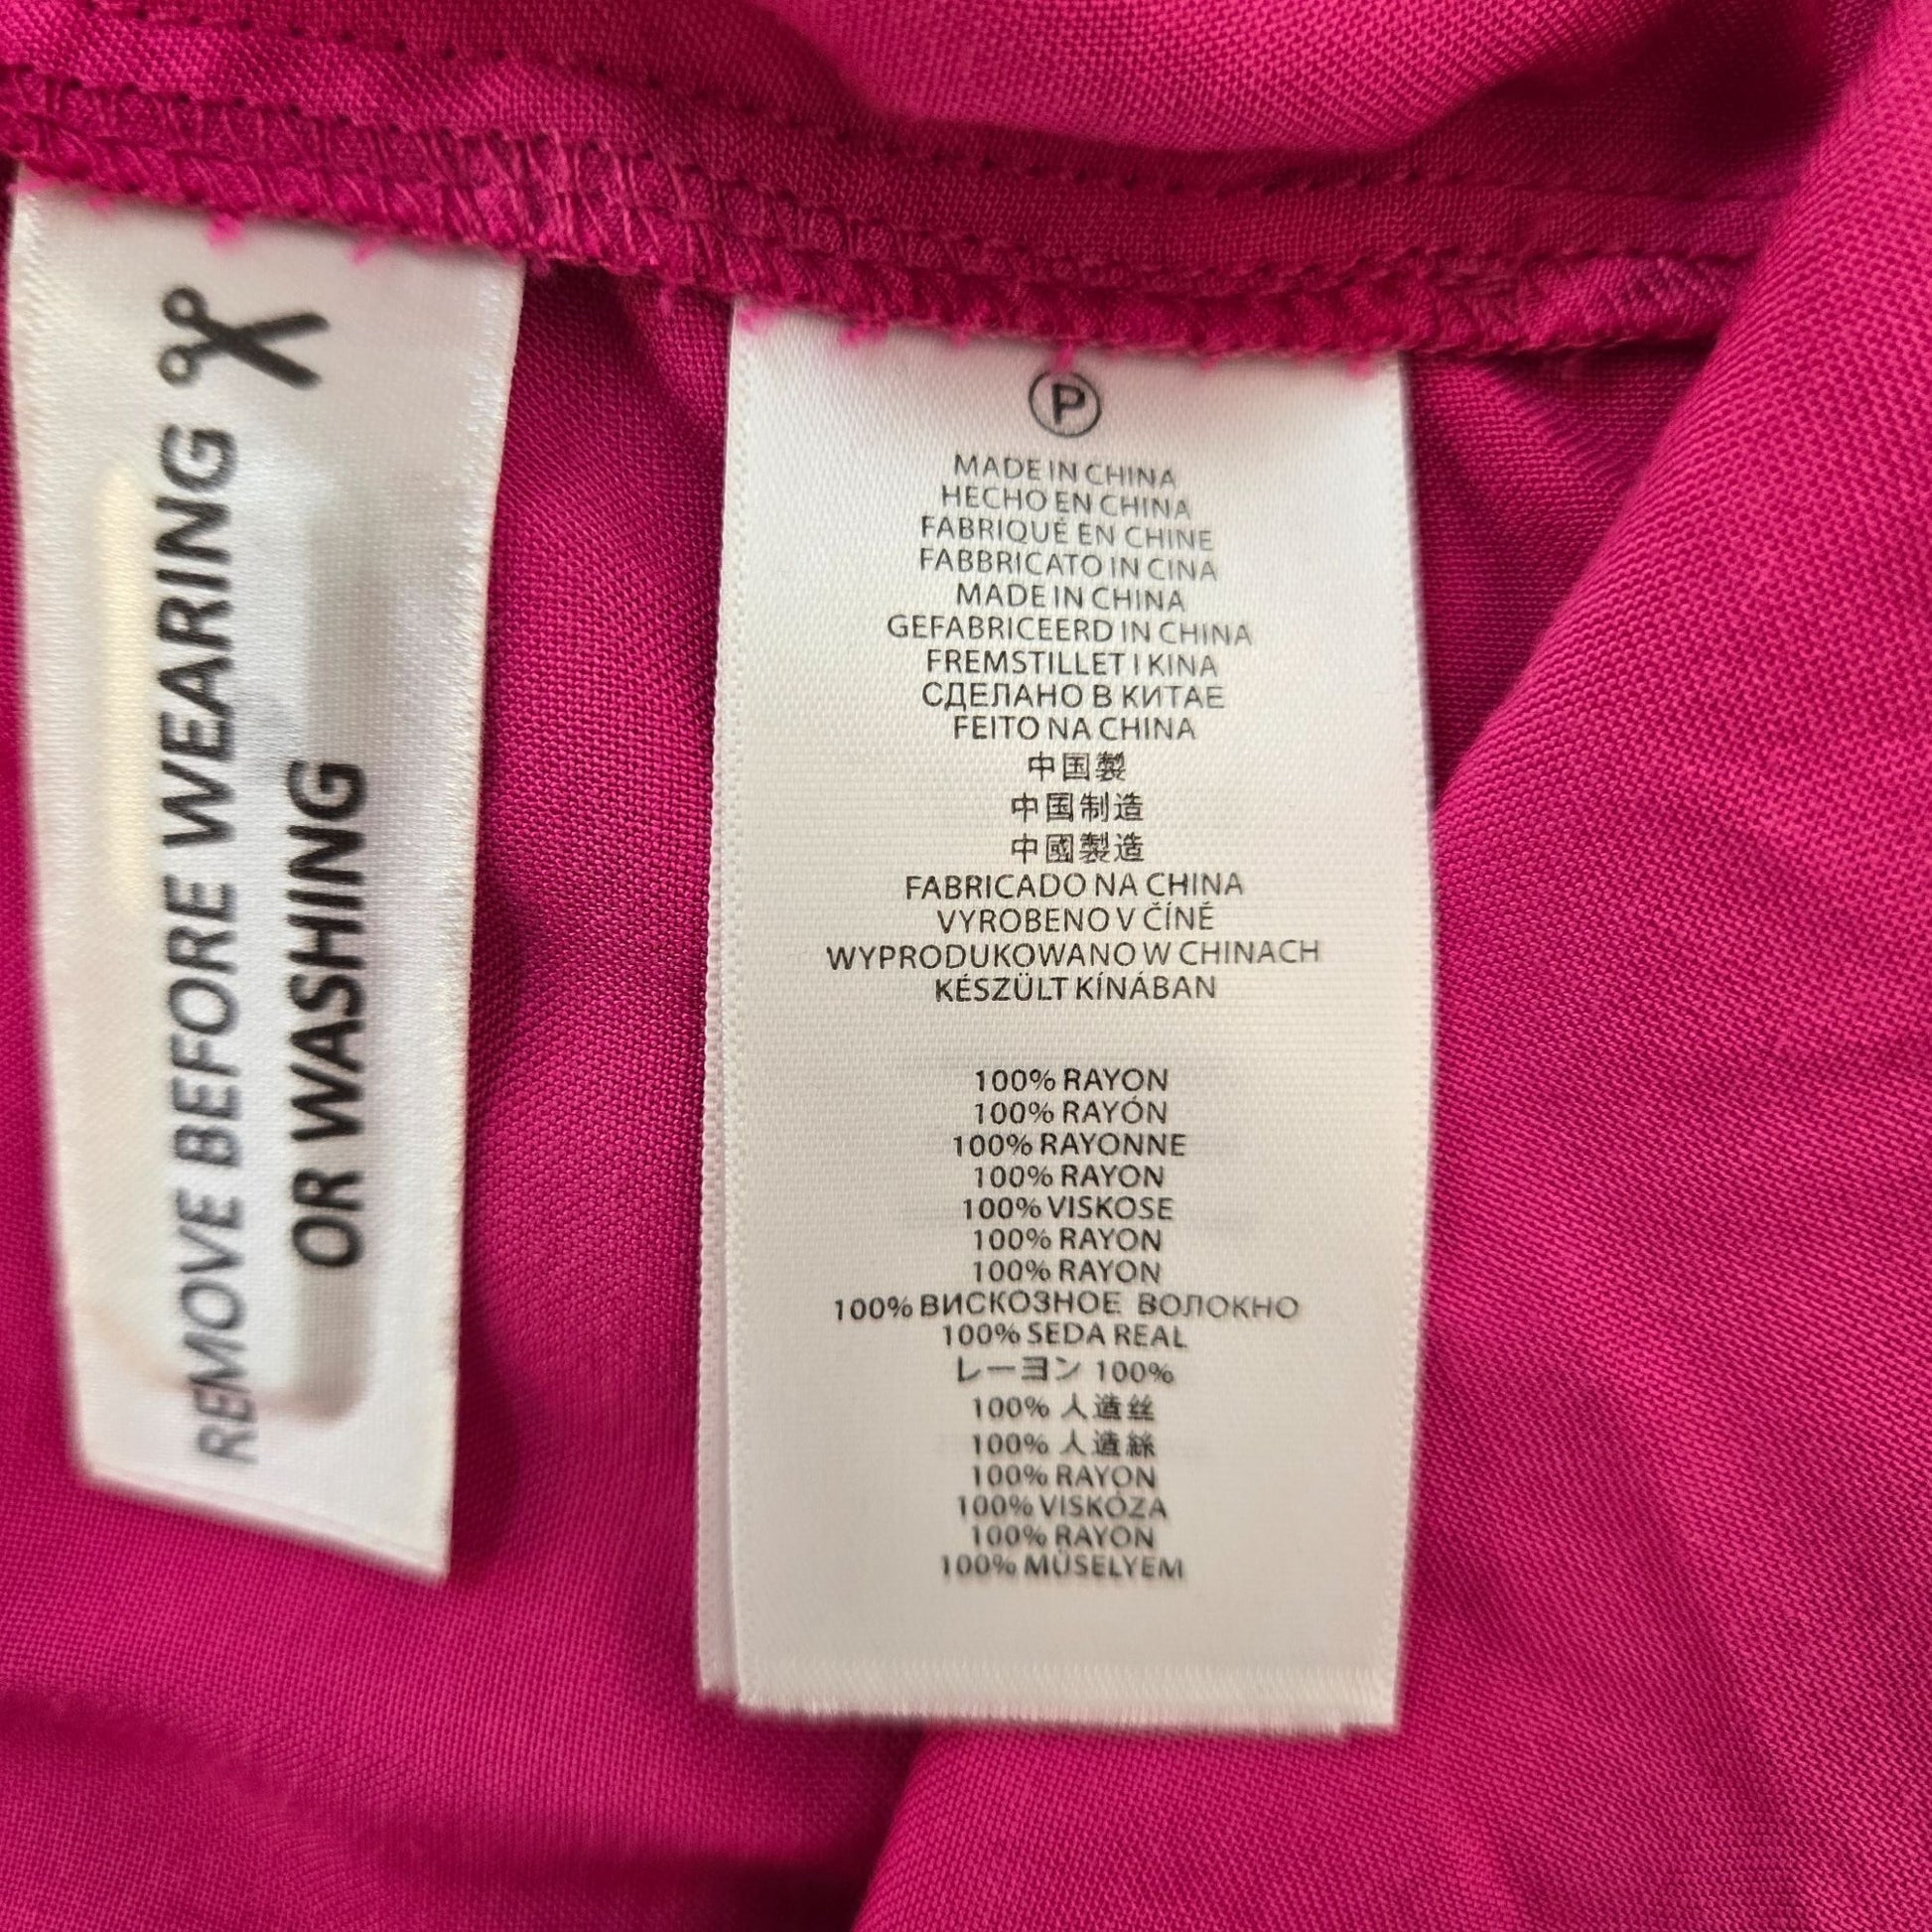 REMOVE BEFORE WEARING
OR WASHING
P
MADE IN CHINA
HECHO EN CHINA
FABRIQUÉ EN CHINE
FABBRICATO IN CINA
MADE IN CHINA
GEFABRICEERD IN CHINA
FREMSTILLET I KINA
СДЕЛАНО В КИТАЕ
FEITO NA CHINA
中国製
中国制造
中國製造
FABRICADO NA CHINA
VYROBENO V ČÍNĚ
WYPRODUKOWANO W CHINACH
KÉSZÜLT KÍNÁBAN
100% RAYON
100% RAYÓN
100% RAYONNE
100% RAYON
100% VISKOSE
100% RAYON
100% RAYON
100% ВИСКОЗНОЕ ВОЛОКНО
100% SEDA REAL
レーヨン 100%
100% 人造丝
100% 人造絲
100% RAYON
100% VISKÓZA
100% RAYON
100% MŰSELYEM